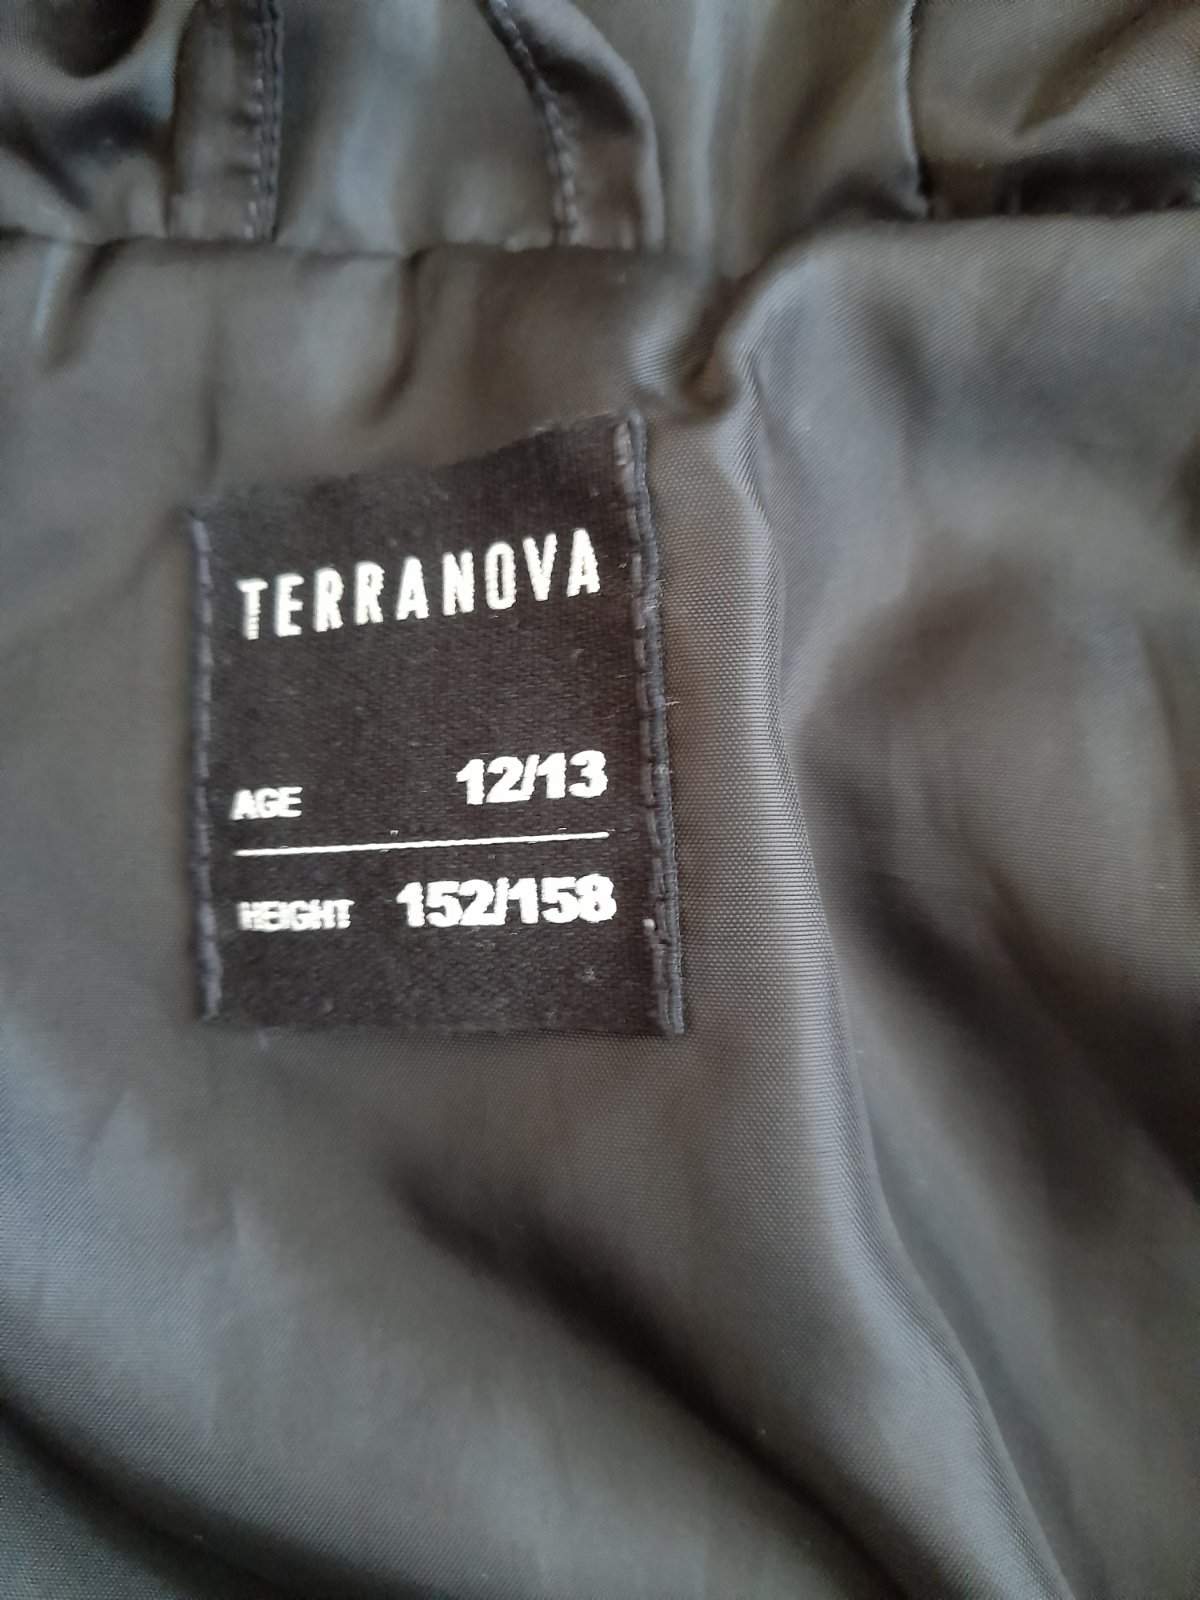 TERRANOVA
AGE 12/13
HEIGHT 152/158